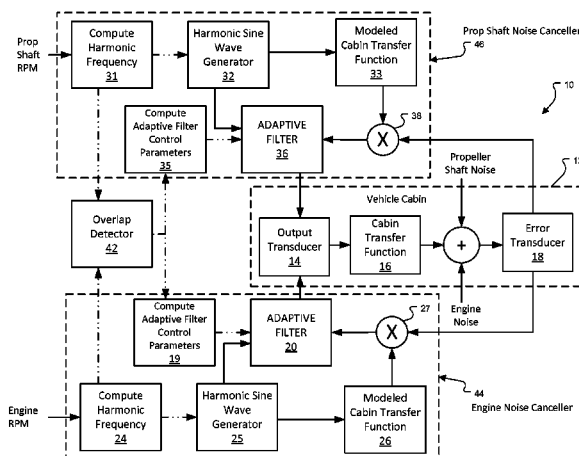 Prop
Shaft
RPM
Compute
Harmonic
Frequency
31
Harmonic Sine
Wave
Generator
32
Modeled
Cabin Transfer
Function
33
Prop Shaft Noise Canceller
46
10
Compute
Adaptive Filter
Control
Parameters
35
ADAPTIVE
FILTER
36
X
38
Propeller
Shaft Noise
Vehicle Cabin
Overlap
Detector
42
Output
Transducer
14
Cabin
Transfer
Function
16
+
Error
Transducer
18
Engine
Noise
Compute
Adaptive Filter
Control
Parameters
19
ADAPTIVE
FILTER
20
X
27
44
Engine Noise Canceller
Engine
RPM
Compute
Harmonic
Frequency
24
Harmonic Sine
Wave
Generator
25
Modeled
Cabin Transfer
Function
26